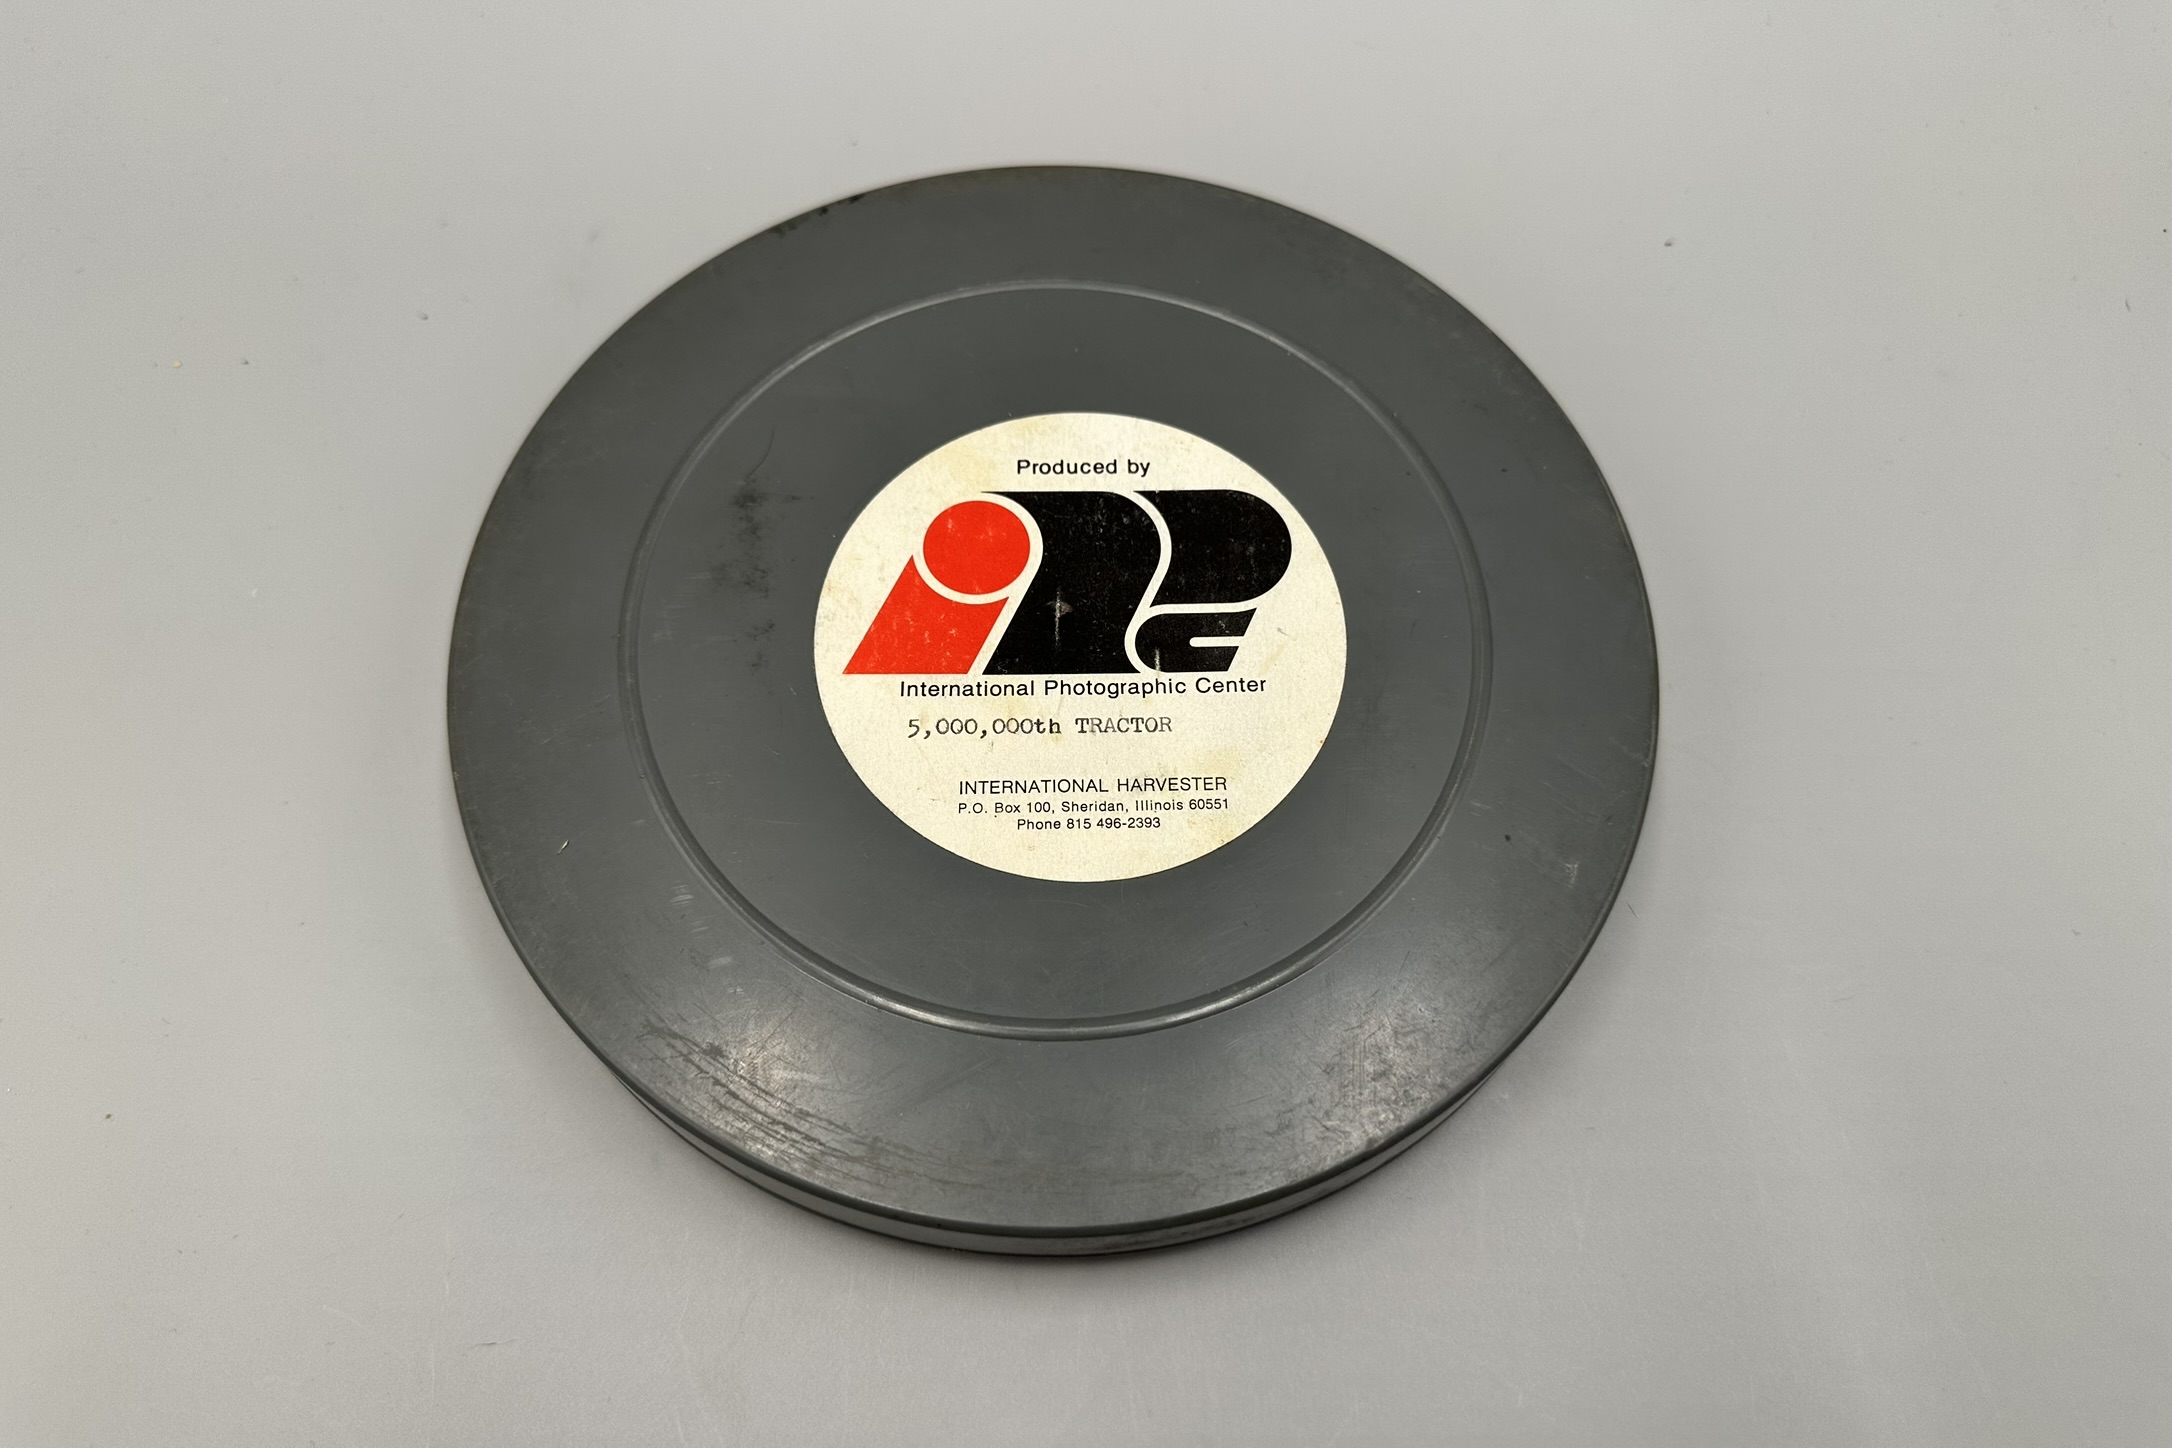 Produced by
iPc
International Photographic Center
5,000,000th TRACTOR
INTERNATIONAL HARVESTER
P.O. Box 100, Sheridan, Illinois 60551
Phone 815 496-2393